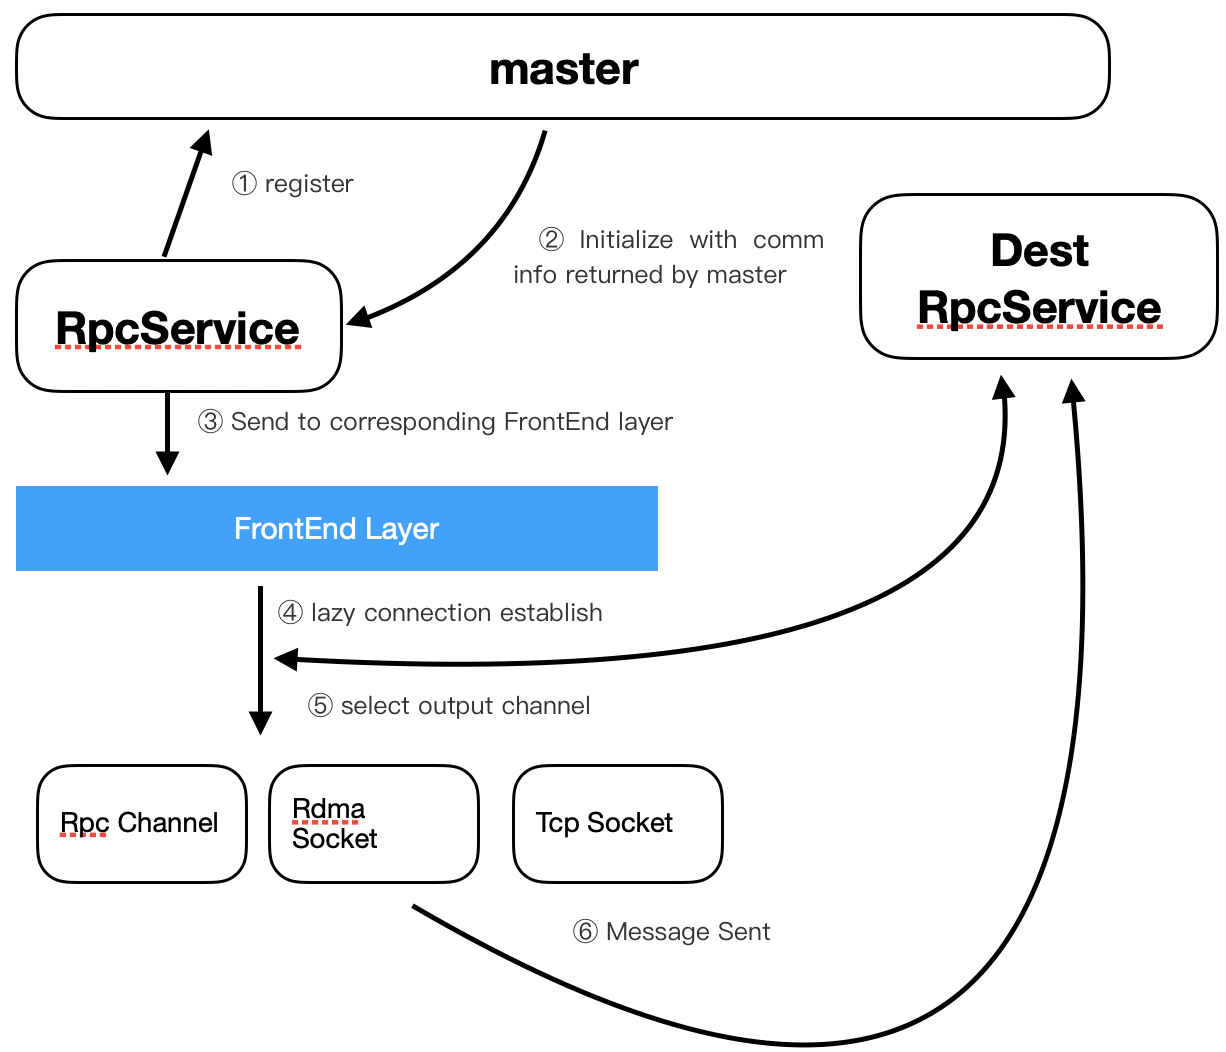 master
① register
② Initialize with comm
info returned by master
Dest
RpcService
RpcService
③ Send to corresponding FrontEnd layer
FrontEnd Layer
④ lazy connection establish
⑤ select output channel
Rpc Channel
Rdma
Socket
Tcp Socket
⑥ Message Sent